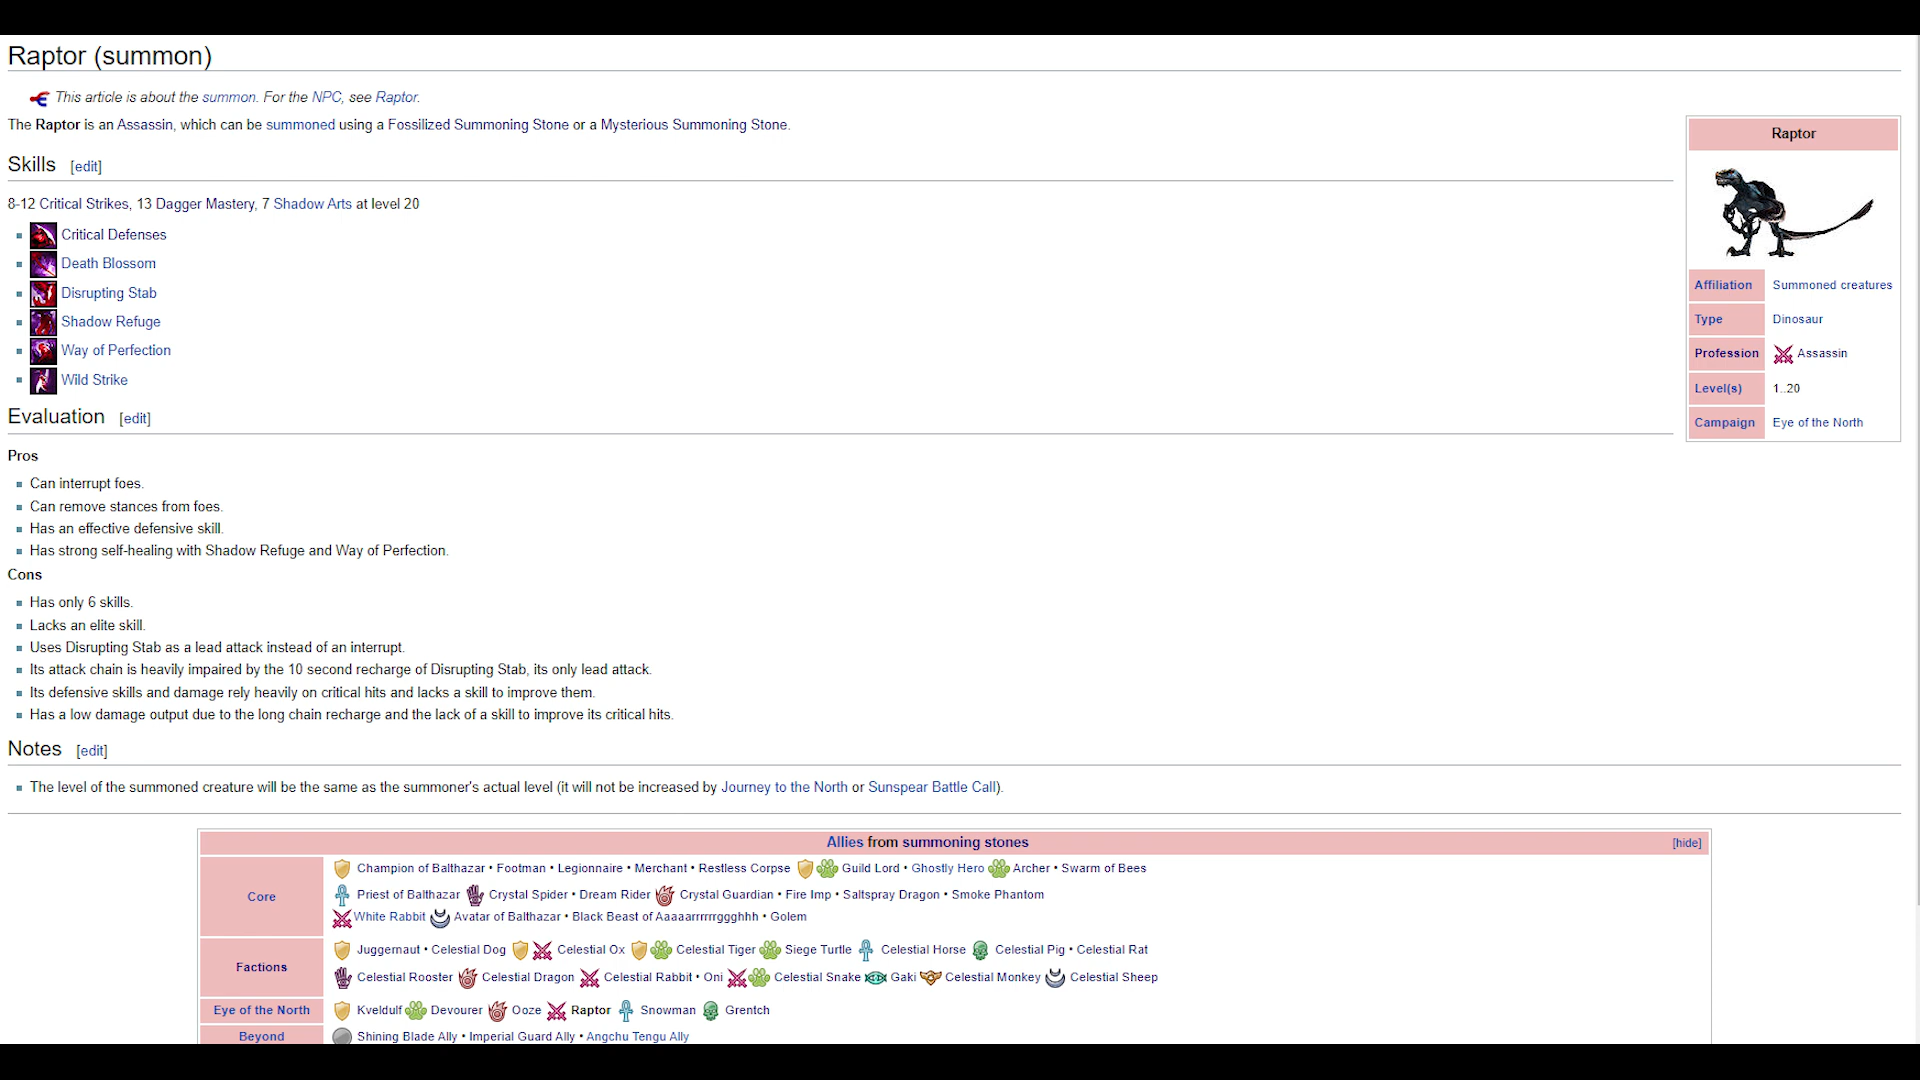 Raptor (summon)
This article is about the summon. For the NPC, see Raptor.
The Raptor is an Assassin, which can be summoned using a Fossilized Summoning Stone or a Mysterious Summoning Stone.
Skills [edit]
8-12 Critical Strikes, 13 Dagger Mastery, 7 Shadow Arts at level 20
Critical Defenses
Death Blossom
Disrupting Stab
Shadow Refuge
Way of Perfection
Wild Strike
Raptor
Affiliation Summoned creatures
Type Dinosaur
Profession Assassin
Level(s) 1..20
Campaign Eye of the North
Evaluation [edit]
Pros
Can interrupt foes.
Can remove stances from foes.
Has an effective defensive skill.
Has strong self-healing with Shadow Refuge and Way of Perfection.
Cons
Has only 6 skills.
Lacks an elite skill.
Uses Disrupting Stab as a lead attack instead of an interrupt.
Its attack chain is heavily impaired by the 10 second recharge of Disrupting Stab, its only lead attack.
Its defensive skills and damage rely heavily on critical hits and lacks a skill to improve them.
Has a low damage output due to the long chain recharge and the lack of a skill to improve its critical hits.
Notes [edit]
The level of the summoned creature will be the same as the summoner's actual level (it will not be increased by Journey to the North or Sunspear Battle Call).
Allies from summoning stones [hide]
Core
Champion of Balthazar • Footman • Legionnaire • Merchant • Restless Corpse Guild Lord • Ghostly Hero Archer • Swarm of Bees
Priest of Balthazar Crystal Spider • Dream Rider Crystal Guardian • Fire Imp • Saltspray Dragon • Smoke Phantom
White Rabbit Avatar of Balthazar • Black Beast of Aaaaarrrrrrggghhh • Golem
Factions
Juggernaut • Celestial Dog Celestial Ox Celestial Tiger Siege Turtle Celestial Horse Celestial Pig • Celestial Rat
Celestial Rooster Celestial Dragon Celestial Rabbit • Oni Celestial Snake Gaki Celestial Monkey Celestial Sheep
Eye of the North Kveldulf Devourer Ooze Raptor Snowman Grentch
Beyond Shining Blade Ally • Imperial Guard Ally • Angchu Tengu Ally